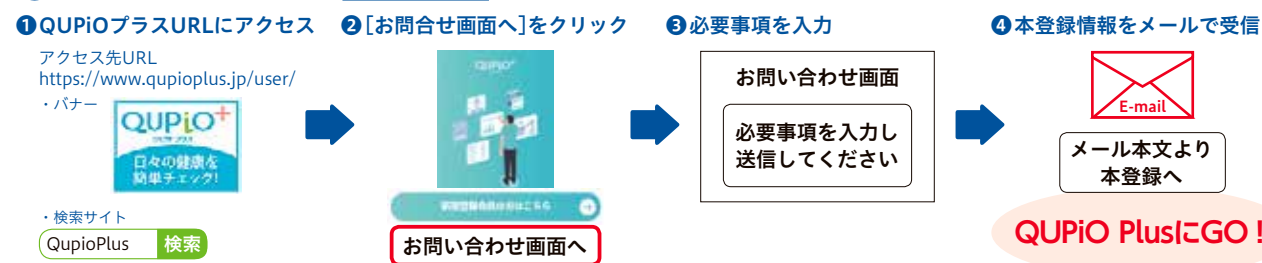 ❶QUPiOプラスURLにアクセス
アクセス先URL
https://www.qupioplus.jp/user/
・バナー
QUPiO+
日々の健康を
簡単チェック!
・検索サイト
QupioPlus 検索
❷[お問合せ画面へ]をクリック
QUPiO+
お問い合わせ画面へ
❸必要事項を入力
お問い合わせ画面
必要事項を入力し
送信してください
❹本登録情報をメールで受信
E-mail
メール本文より
本登録へ
QUPiO PlusにGO!